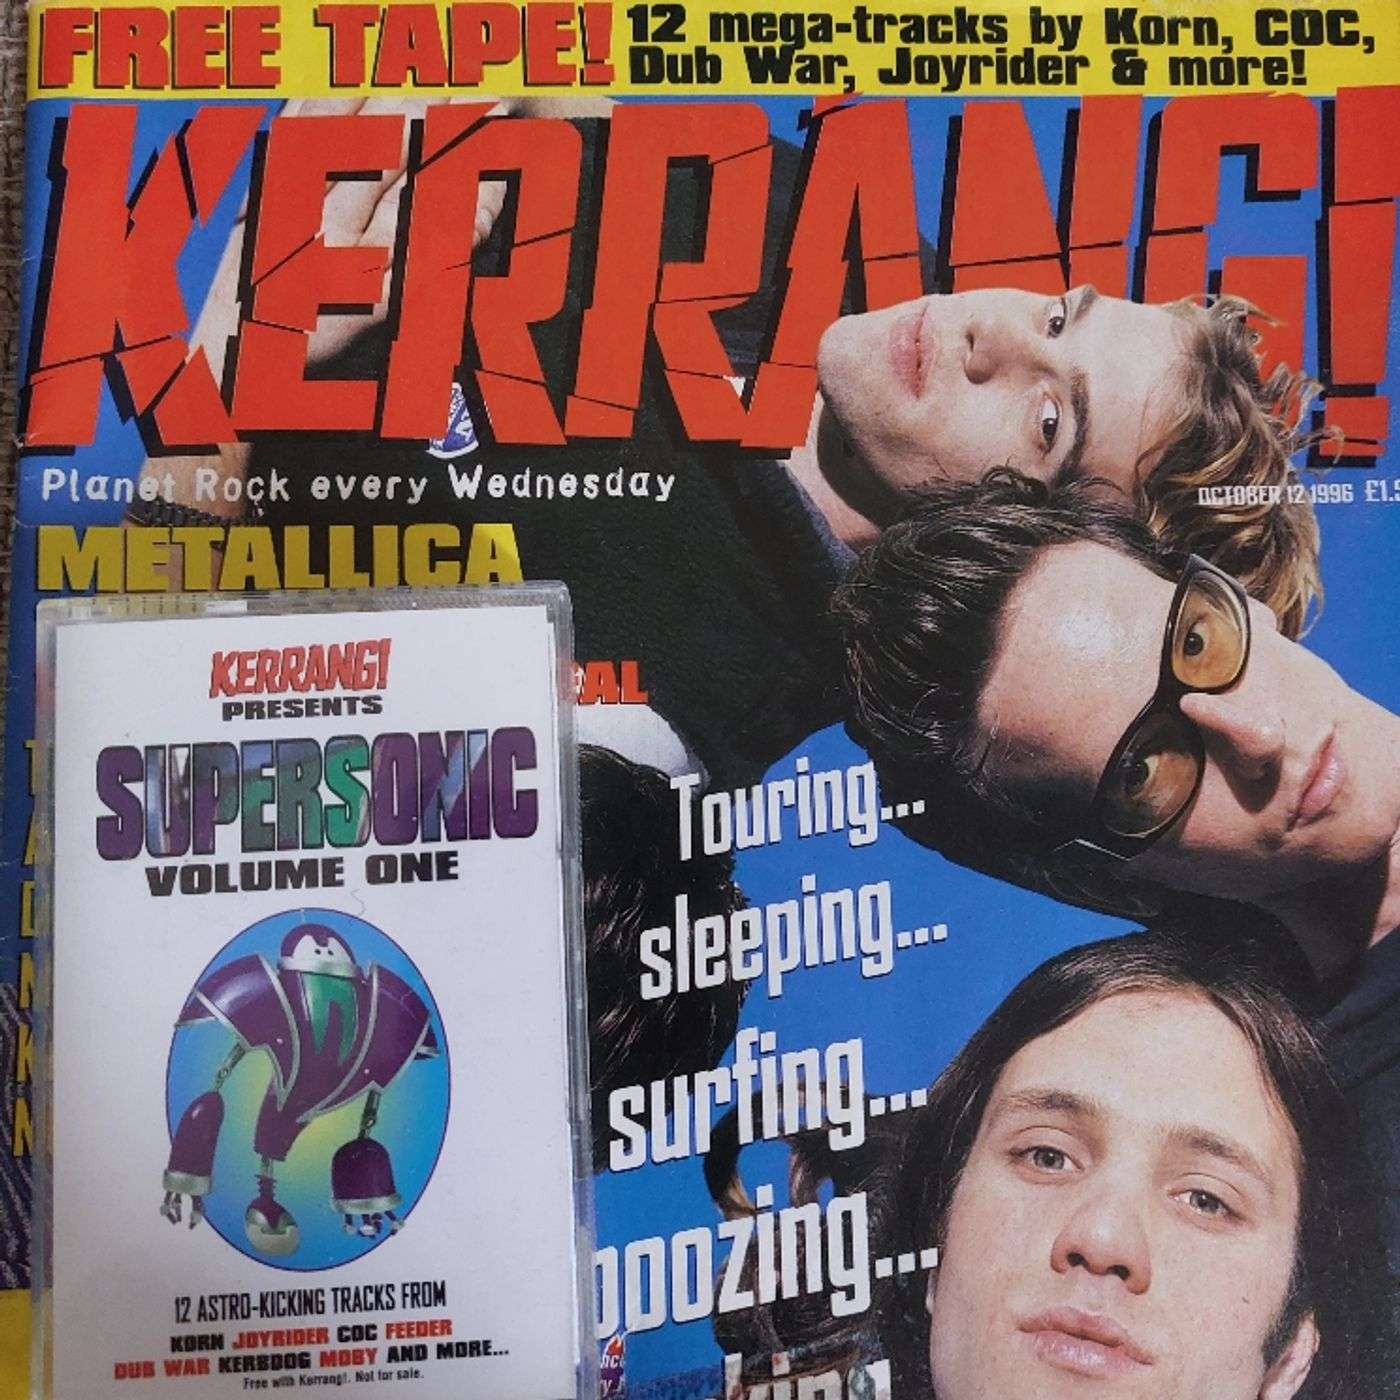 FREE TAPE! 12 mega-tracks by Korn, COC,
Dub War, Joyrider & more!
KERRANG!
Planet Rock every Wednesday
OCTOBER 12 1996
METALLICA
KERRANG!
PRESENTS
SUPERSONIC
VOLUME ONE
12 ASTRO-KICKING TRACKS FROM
KORN JOYRIDER COC FEEDER
DUB WAR KERBDOG MOBY AND MORE...
Free with Kerrang!. Not for sale.
Touring...
sleeping...
surfing...